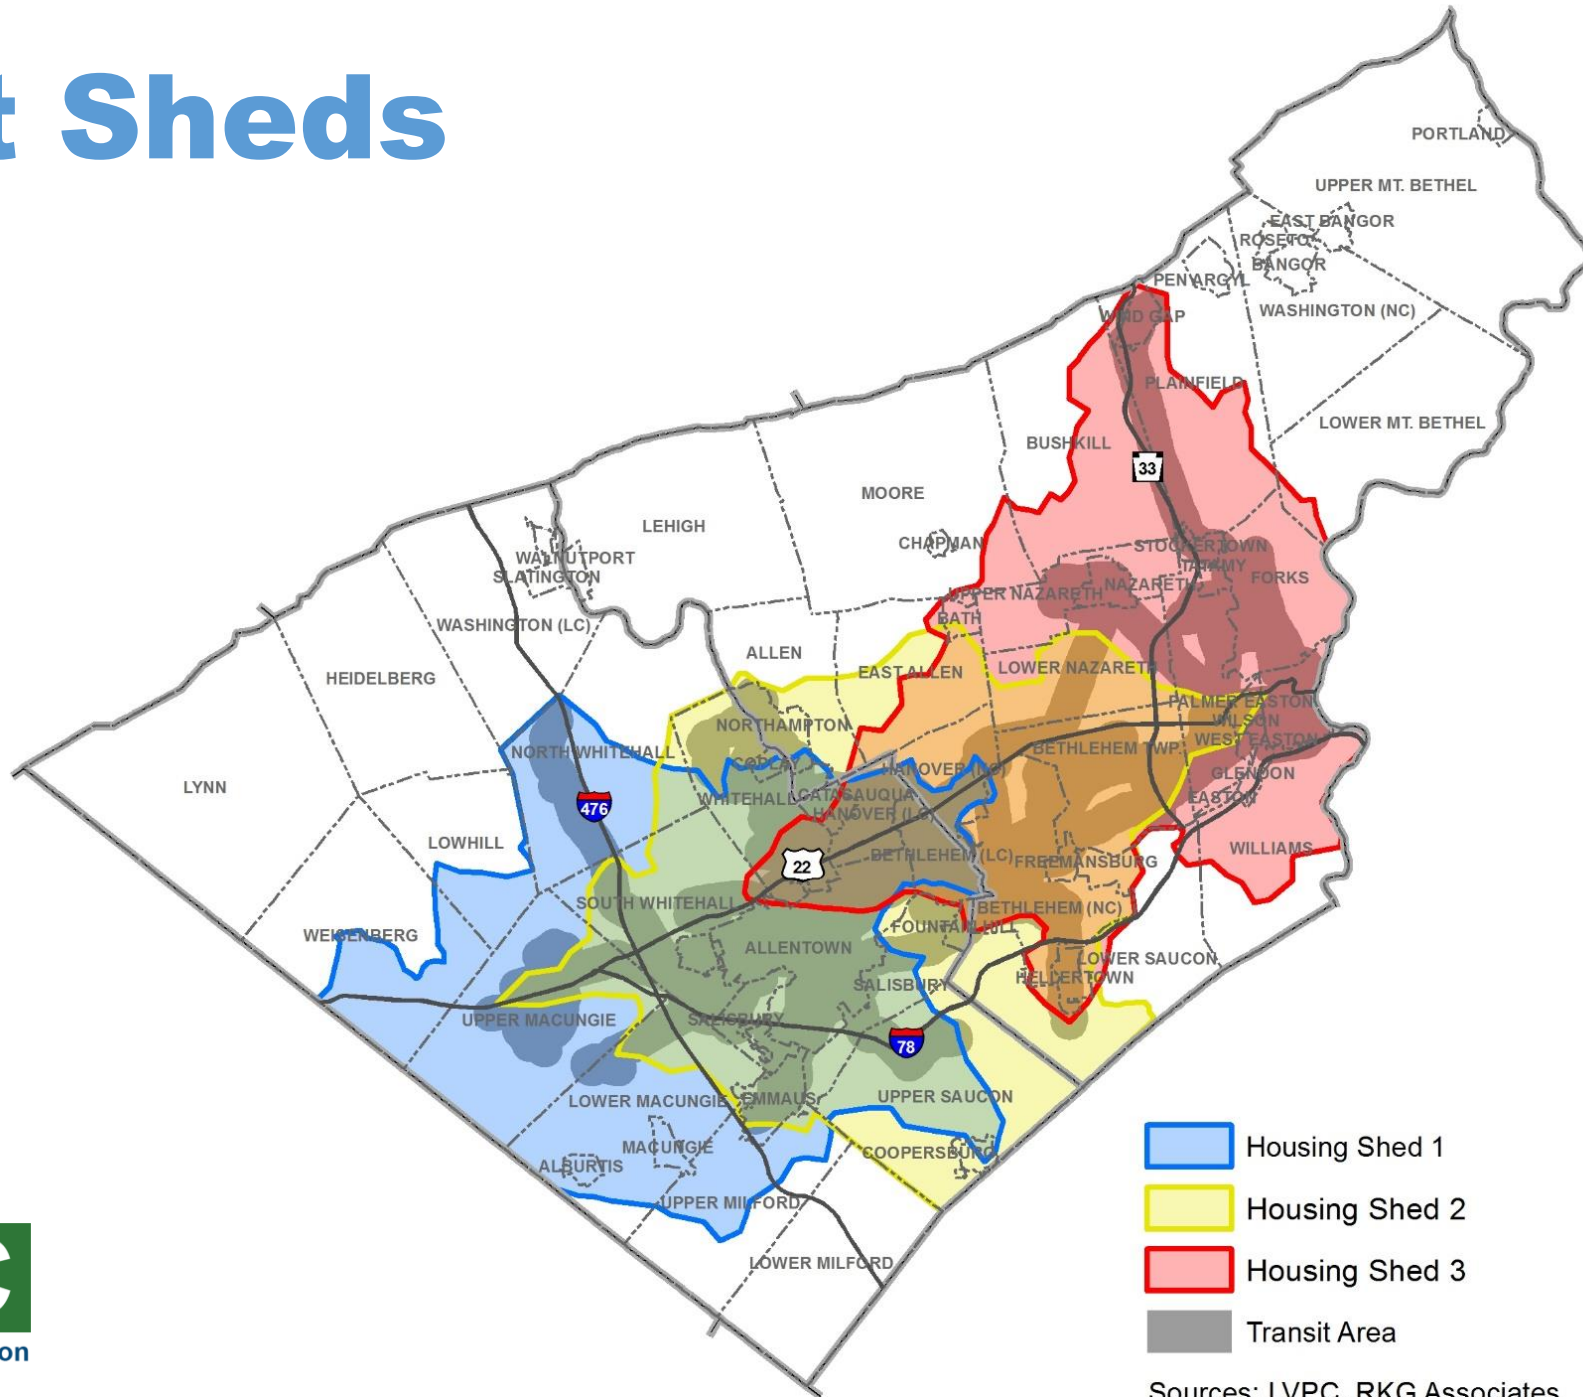 t Sheds
PORTLAND
UPPER MT. BETHEL
EAST BANGOR
ROSETO
BANGOR
PEN ARGYL
WASHINGTON (NC)
WIND GAP
PLAINFIELD
LOWER MT. BETHEL
BUSHKILL
33
MOORE
LEHIGH
CHAPMAN
STOCKERTOWN
WALNUTPORT
TATAMY
SLATINGTON
FORKS
NAZARETH
UPPER NAZARETH
BATH
WASHINGTON (LC)
ALLEN
LOWER NAZARETH
EAST ALLEN
HEIDELBERG
PALMER EASTON
WILSON
NORTHAMPTON
WEST EASTON
BETHLEHEM TWP
NORTH WHITEHALL
COPLAY
HANOVER (NC)
GLENDON
LYNN
CATASAUQUA
EASTON
WHITEHALL
476
HANOVER (LC)
LOWHILL
WILLIAMS
BETHLEHEM (LC)
FREEMANSBURG
22
SOUTH WHITEHALL
BETHLEHEM (NC)
FOUNTAIN HILL
WEISENBERG
ALLENTOWN
LOWER SAUCON
HELLERTOWN
SALISBURY
UPPER MACUNGIE
SALISBURY
78
UPPER SAUCON
LOWER MACUNGIE
EMMAUS
MACUNGIE
COOPERSBURG
ALBURTIS
UPPER MILFORD
LOWER MILFORD
Housing Shed 1
Housing Shed 2
Housing Shed 3
Transit Area
C
on
Sources: LVPC, RKG Associates